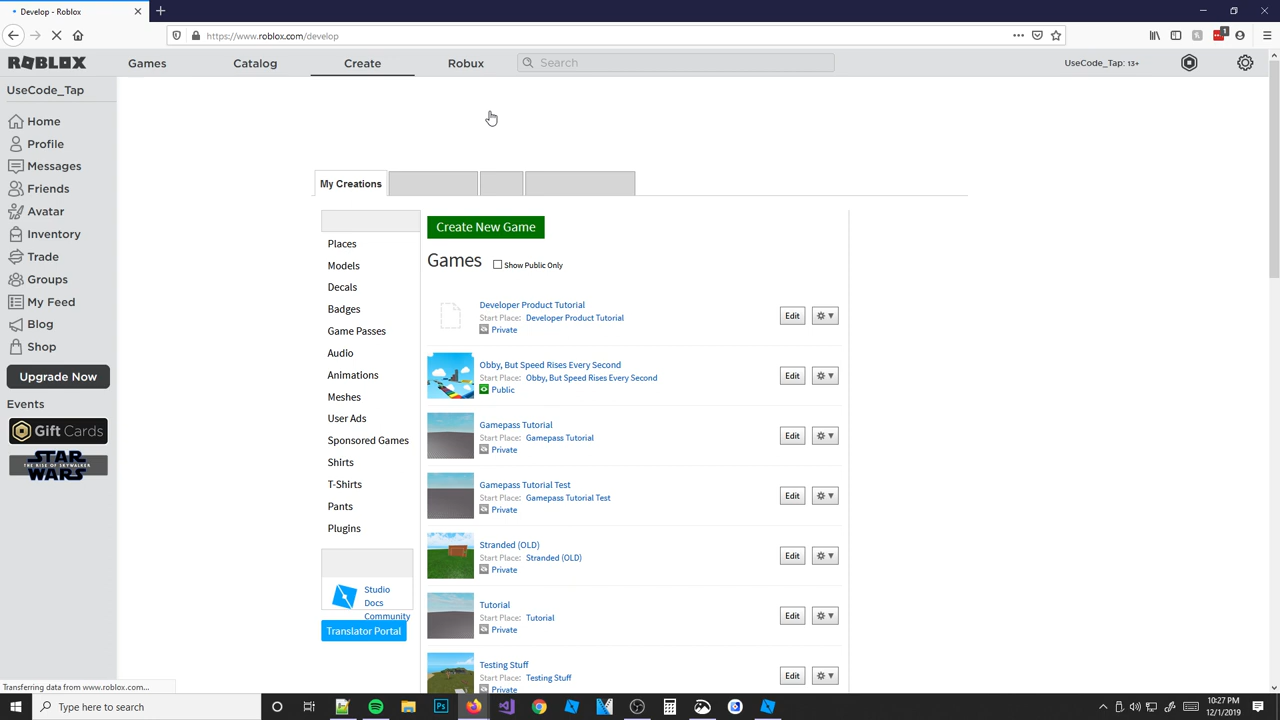 Develop - Roblox
https://www.roblox.com/develop
1
ROBLOX
Games
Catalog
Create
Robux
Search
UseCode_Tap: 13+
UseCode_Tap
Home
Profile
Messages
Friends
Avatar
Inventory
Trade
Groups
My Feed
Blog
Shop
Upgrade Now
Events
Gift Cards
STAR
THE RISE OF SKYWALKER
WARS
My Creations
Places
Models
Decals
Badges
Game Passes
Audio
Animations
Meshes
User Ads
Sponsored Games
Shirts
T-Shirts
Pants
Plugins
Studio
Docs
Community
Translator Portal
Create New Game
Games
Show Public Only
Developer Product Tutorial
Start Place: Developer Product Tutorial
Private
Edit
Obby, But Speed Rises Every Second
Start Place: Obby, But Speed Rises Every Second
Public
Edit
Gamepass Tutorial
Start Place: Gamepass Tutorial
Private
Edit
Gamepass Tutorial Test
Start Place: Gamepass Tutorial Test
Private
Edit
Stranded (OLD)
Start Place: Stranded (OLD)
Private
Edit
Tutorial
Start Place: Tutorial
Private
Edit
Testing Stuff
Start Place: Testing Stuff
Private
Edit
Transferring data from www.roblox.com...
Type here to search
Ps
10:27 PM
12/1/2019